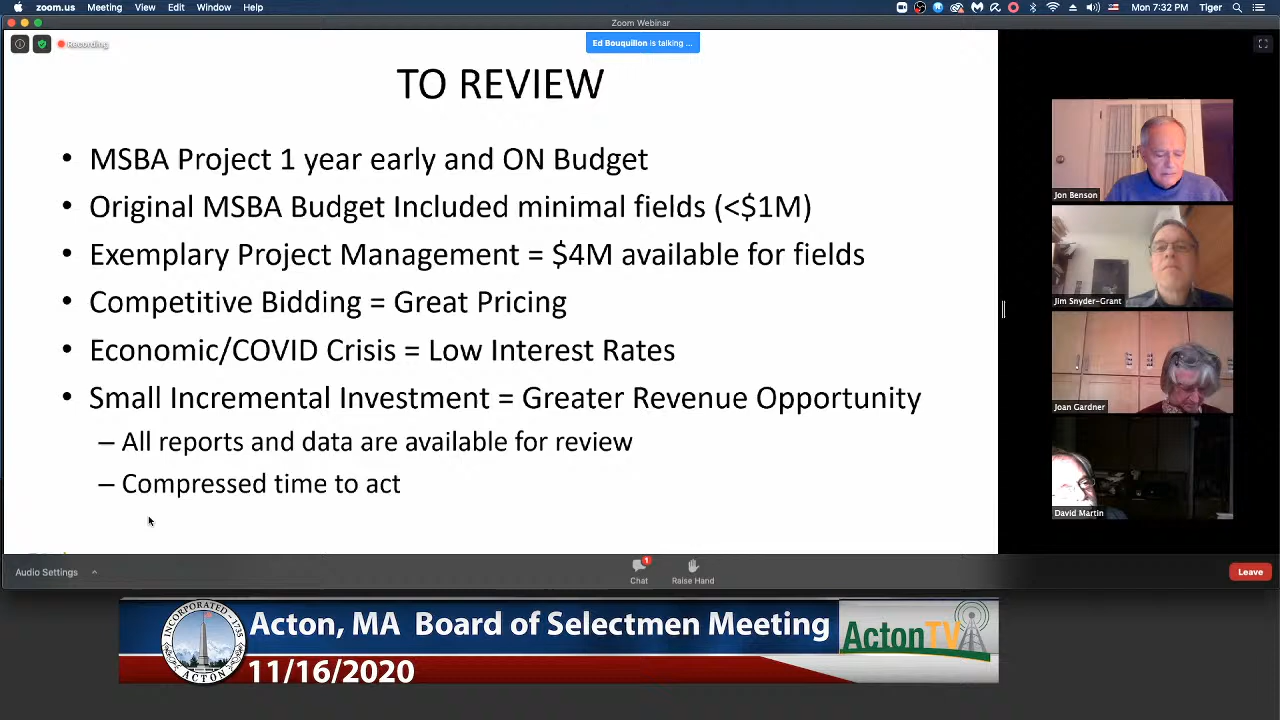 zoom.us Meeting View Edit Window Help
Mon 7:32 PM Tiger
Zoom Webinar
Recording
Ed Bouquillon is talking ...
TO REVIEW
• MSBA Project 1 year early and ON Budget
• Original MSBA Budget Included minimal fields (<$1M)
• Exemplary Project Management = $4M available for fields
• Competitive Bidding = Great Pricing
• Economic/COVID Crisis = Low Interest Rates
• Small Incremental Investment = Greater Revenue Opportunity
– All reports and data are available for review
– Compressed time to act
Jon Benson
Jim Snyder-Grant
Joan Gardner
David Martin
Audio Settings
1
Chat
Raise Hand
Leave
INCORPORATED 1735
ACTON
Acton, MA Board of Selectmen Meeting
11/16/2020
ActonTV